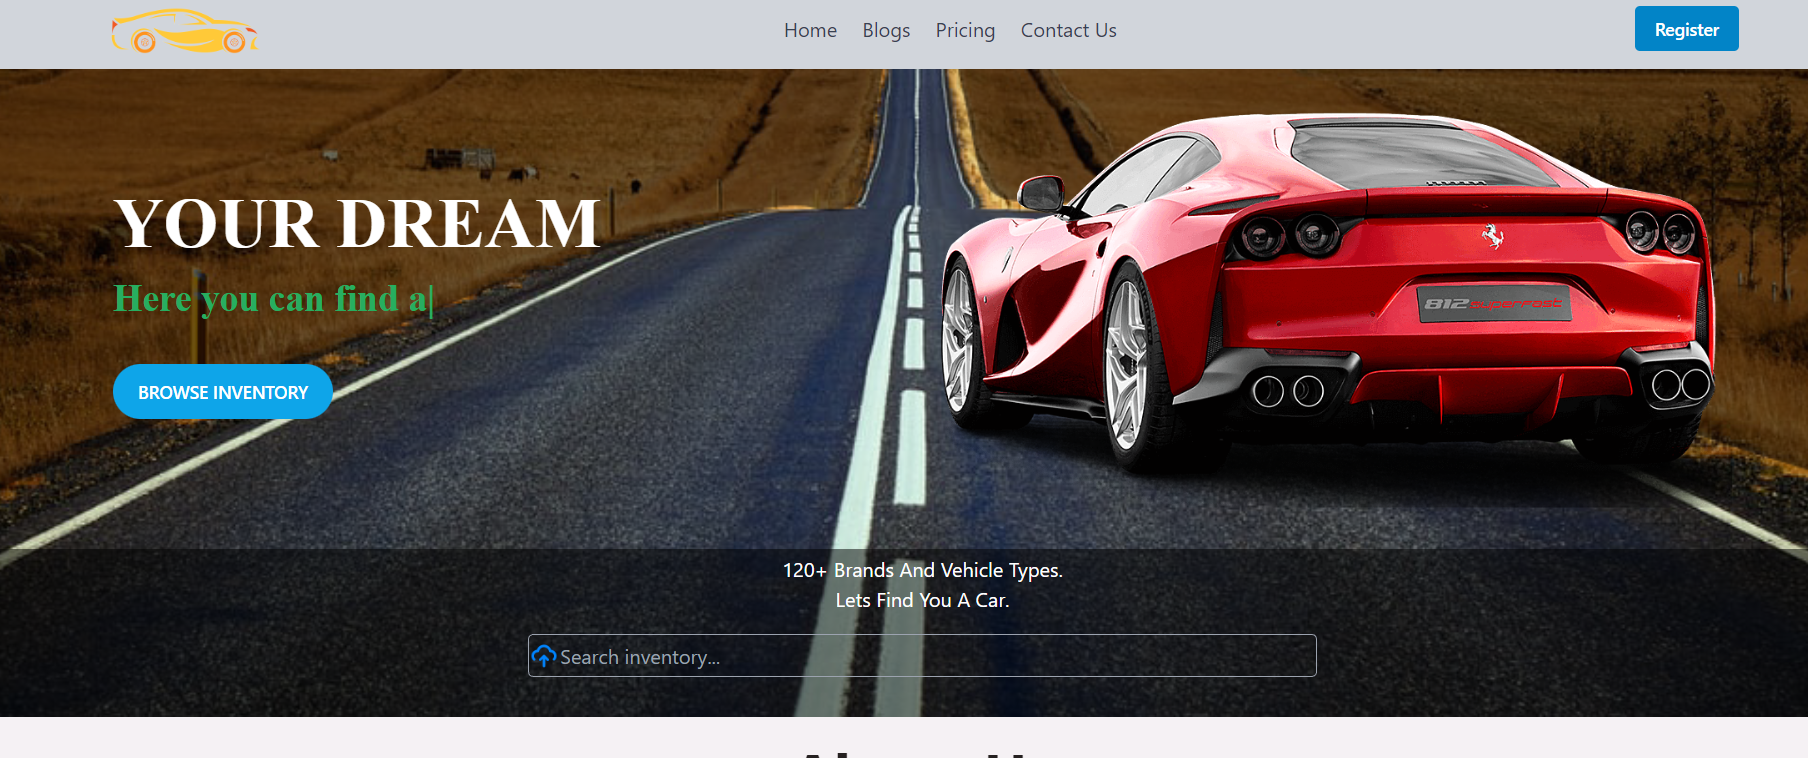 Home Blogs Pricing Contact Us Register
YOUR DREAM
Here you can find a|
BROWSE INVENTORY
812 superfast
120+ Brands And Vehicle Types.
Lets Find You A Car.
Search inventory...